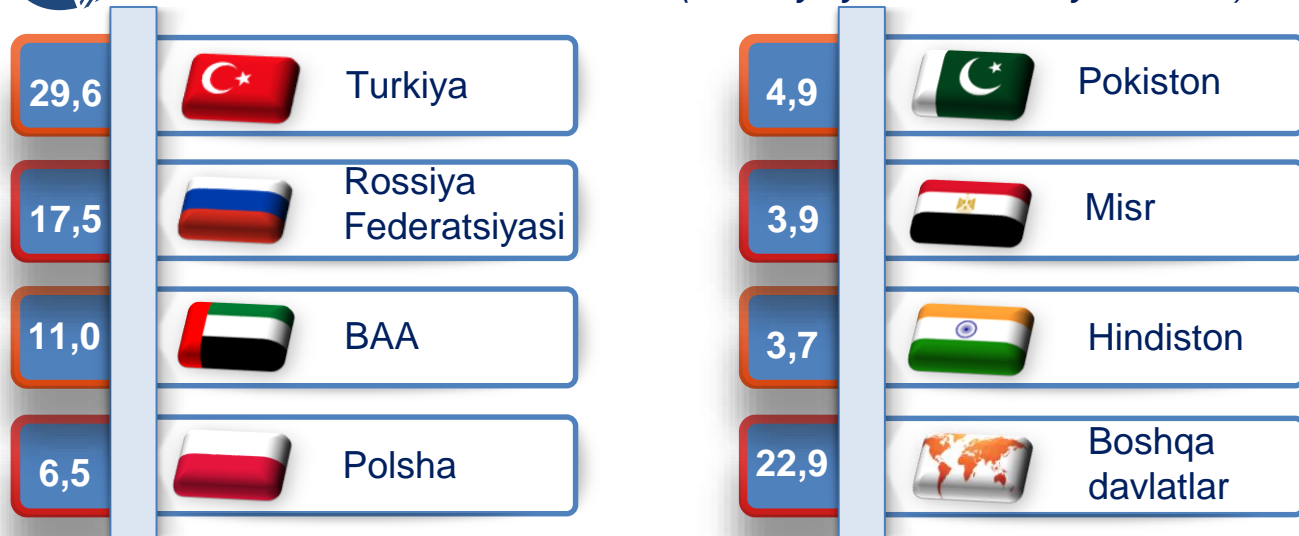 29,6 Turkiya
17,5 Rossiya
Federatsiyasi
11,0 BAA
6,5 Polsha
4,9 Pokiston
3,9 Misr
3,7 Hindiston
22,9 Boshqa
davlatlar